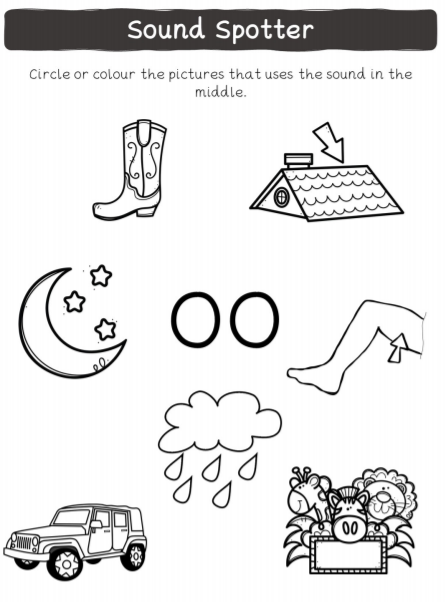 Sound Spotter
Circle or colour the pictures that uses the sound in the
middle.
oo